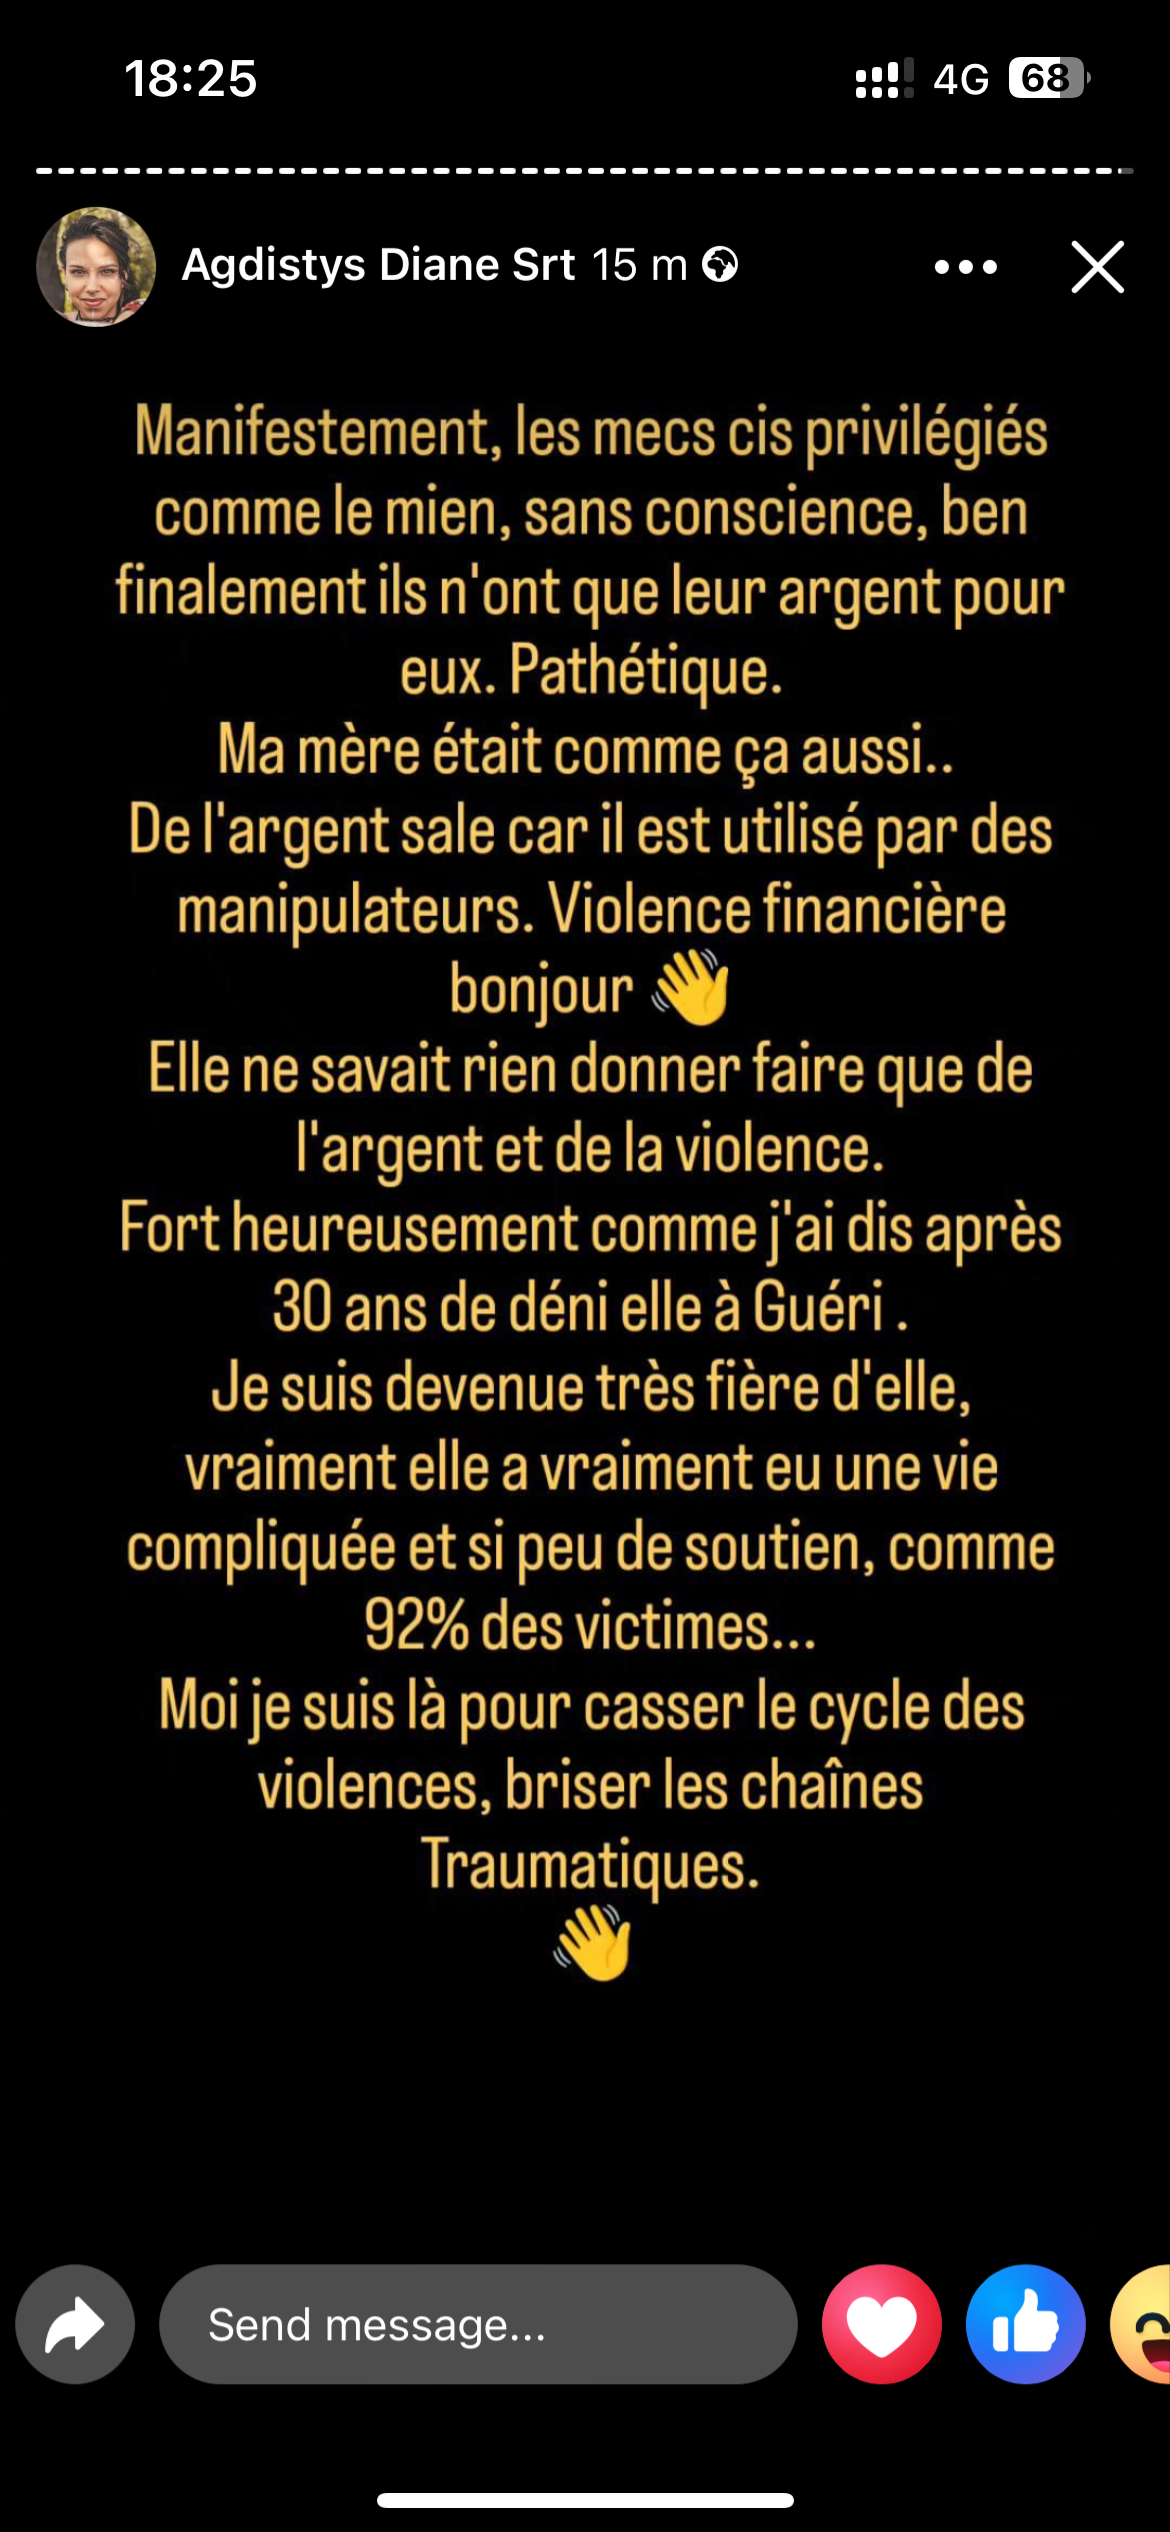 18:25
4G 68
Agdistys Diane Srt 15 m
Manifestement, les mecs cis privilégiés
comme le mien, sans conscience, ben
finalement ils n'ont que leur argent pour
eux. Pathétique.
Ma mère était comme ça aussi..
De l'argent sale car il est utilisé par des
manipulateurs. Violence financière
bonjour 👋
Elle ne savait rien donner faire que de
l'argent et de la violence.
Fort heureusement comme j'ai dis après
30 ans de déni elle à Guéri .
Je suis devenue très fière d'elle,
vraiment elle a vraiment eu une vie
compliquée et si peu de soutien, comme
92% des victimes...
Moi je suis là pour casser le cycle des
violences, briser les chaînes
Traumatiques.
👋
Send message...